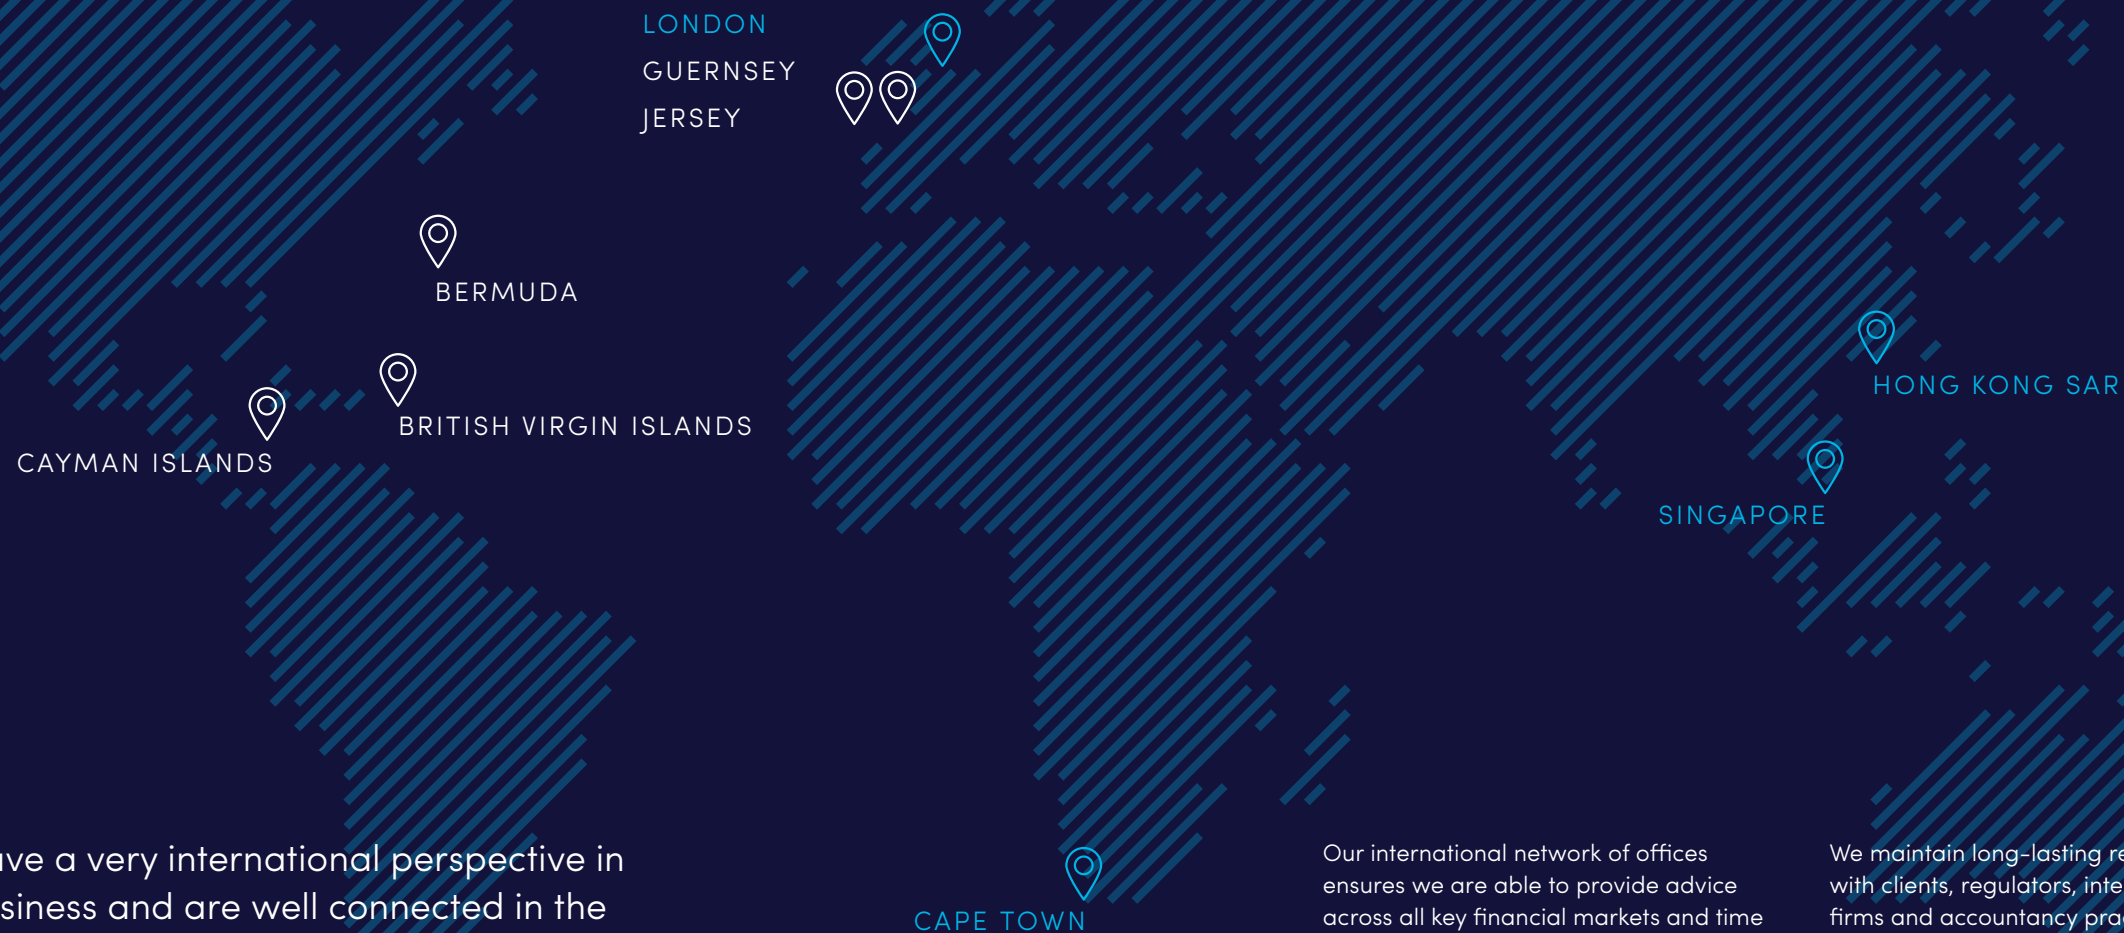 LONDON
GUERNSEY
JERSEY
BERMUDA
BRITISH VIRGIN ISLANDS
CAYMAN ISLANDS
HONG KONG SAR
SINGAPORE
CAPE TOWN
a very international perspective in
and are well connected in the
Our international network of offices
ensures we are able to provide advice
across all key financial markets and time
We maintain long-lasting
with clients, regulators,
firms and accountancy